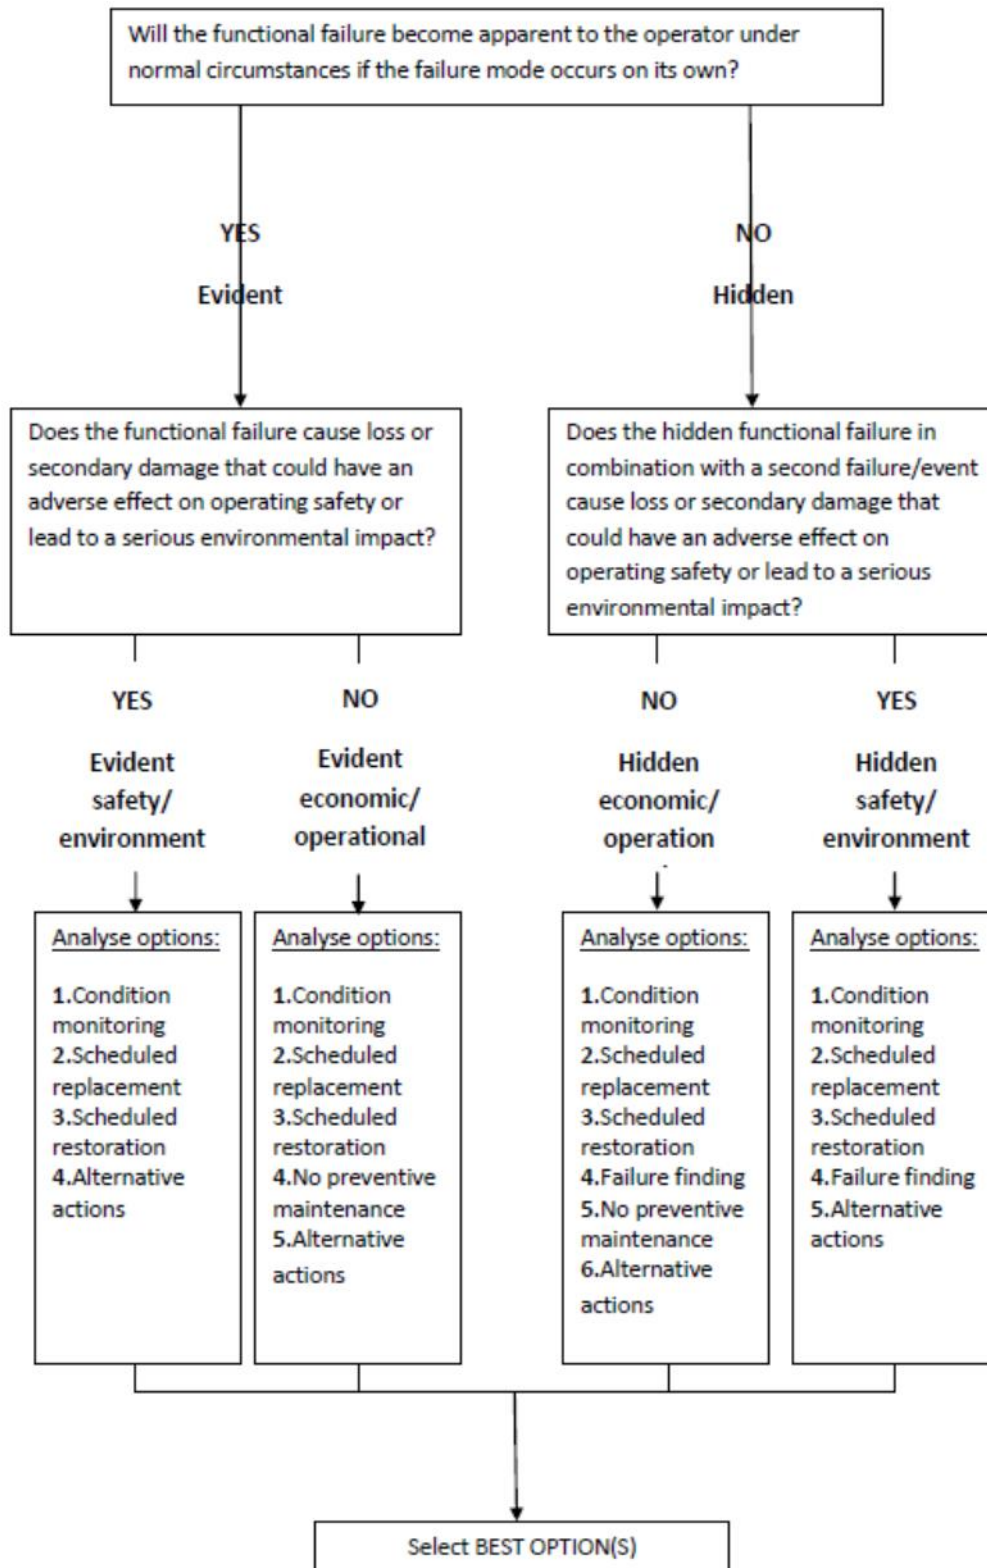 Will the functional failure become apparent to the operator under
normal circumstances if the failure mode occurs on its own?
YES
Evident
NO
Hidden
Does the functional failure cause loss or
secondary damage that could have an
adverse effect on operating safety or
lead to a serious environmental impact?
Does the hidden functional failure in
combination with a second failure/event
cause loss or secondary damage that
could have an adverse effect on
operating safety or lead to a serious
environmental impact?
YES
Evident
safety/
environment
NO
Evident
economic/
operational
NO
Hidden
economic/
operation
YES
Hidden
safety/
environment
Analyse options:
1.Condition
monitoring
2.Scheduled
replacement
3.Scheduled
restoration
4.Alternative
actions
Analyse options:
1.Condition
monitoring
2.Scheduled
replacement
3.Scheduled
restoration
4.No preventive
maintenance
5.Alternative
actions
Analyse options:
1.Condition
monitoring
2.Scheduled
replacement
3.Scheduled
restoration
4.Failure finding
5.No preventive
maintenance
6.Alternative
actions
Analyse options:
1.Condition
monitoring
2.Scheduled
replacement
3.Scheduled
restoration
4.Failure finding
5.Alternative
actions
Select BEST OPTION(S)